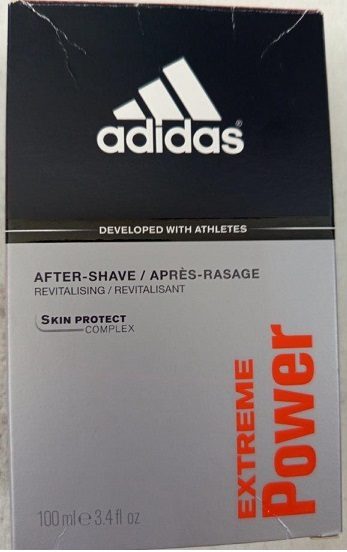 adidas®
DEVELOPED WITH ATHLETES
AFTER-SHAVE / APRÈS-RASAGE
REVITALISING / REVITALISANT
SKIN PROTECT
COMPLEX
EXTREME
Power
100 ml e 3.4 fl oz